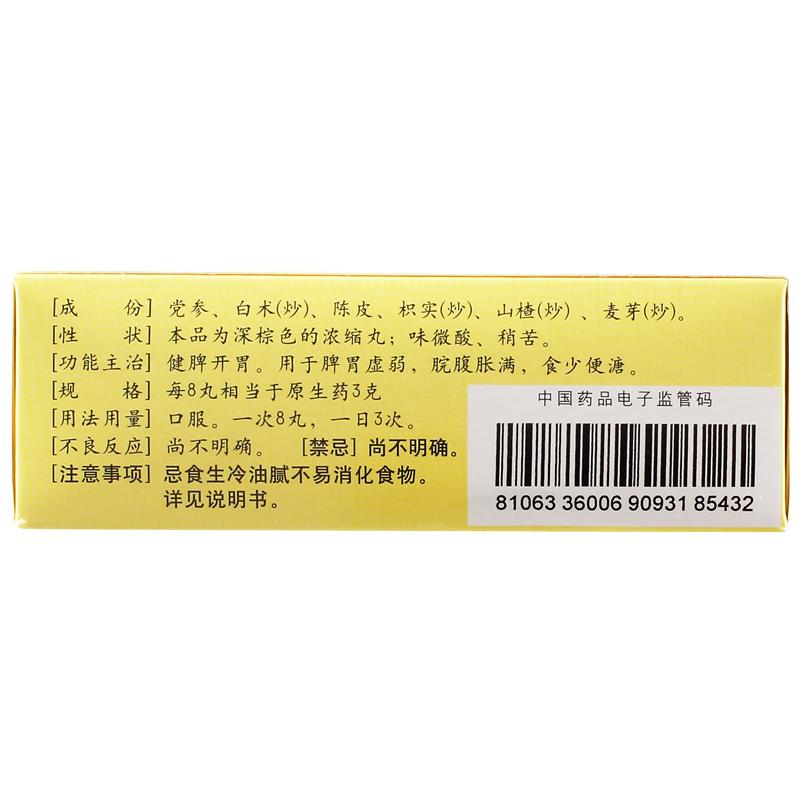 [成 份] 党参、白术(炒)、陈皮、枳实(炒)、山楂(炒)、麦芽(炒)。
[性 状] 本品为深棕色的浓缩丸；味微酸、稍苦。
[功能主治] 健脾开胃。用于脾胃虚弱，脘腹胀满，食少便溏。
[规 格] 每8丸相当于原生药3克
[用法用量] 口服。一次8丸，一日3次。
[不良反应] 尚不明确。 [禁忌] 尚不明确。
[注意事项] 忌食生冷油腻不易消化食物。
详见说明书。
中国药品电子监管码
81063 36006 90931 85432